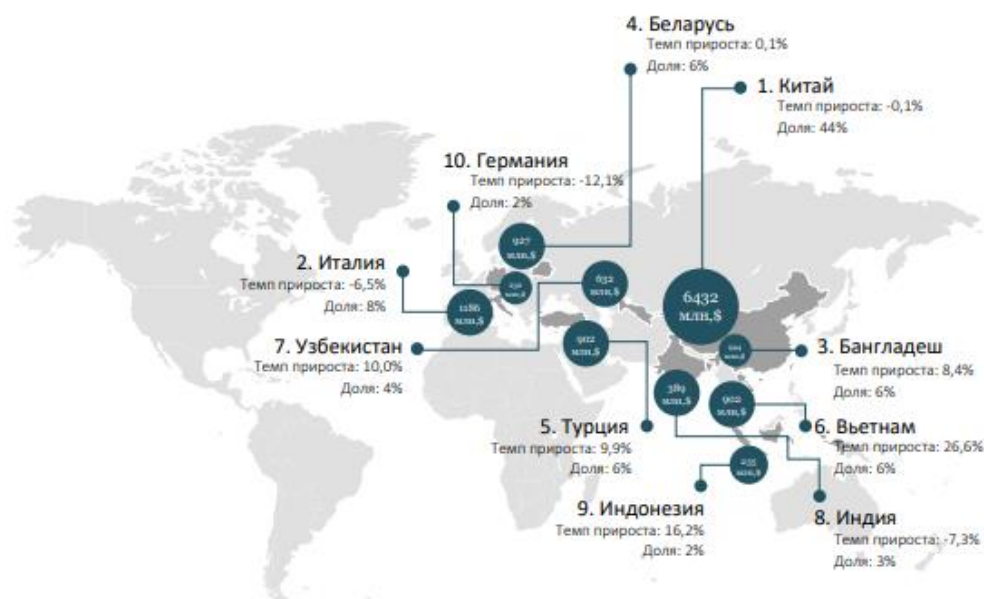 4. Беларусь
Темп прироста: 0,1%
Доля: 6%
1. Китай
Темп прироста: -0,1%
Доля: 44%
10. Германия
Темп прироста: -12,1%
Доля: 2%
2. Италия
Темп прироста: -6,5%
Доля: 8%
927
млн,$
632
млн,$
1186
млн,$
6432
млн,$
7. Узбекистан
Темп прироста: 10,0%
Доля: 4%
902
млн,$
3. Бангладеш
Темп прироста: 8,4%
Доля: 6%
389
млн,$
902
млн,$
5. Турция
Темп прироста: 9,9%
Доля: 6%
6. Вьетнам
Темп прироста: 26,6%
Доля: 6%
235
млн,$
9. Индонезия
Темп прироста: 16,2%
Доля: 2%
8. Индия
Темп прироста: -7,3%
Доля: 3%